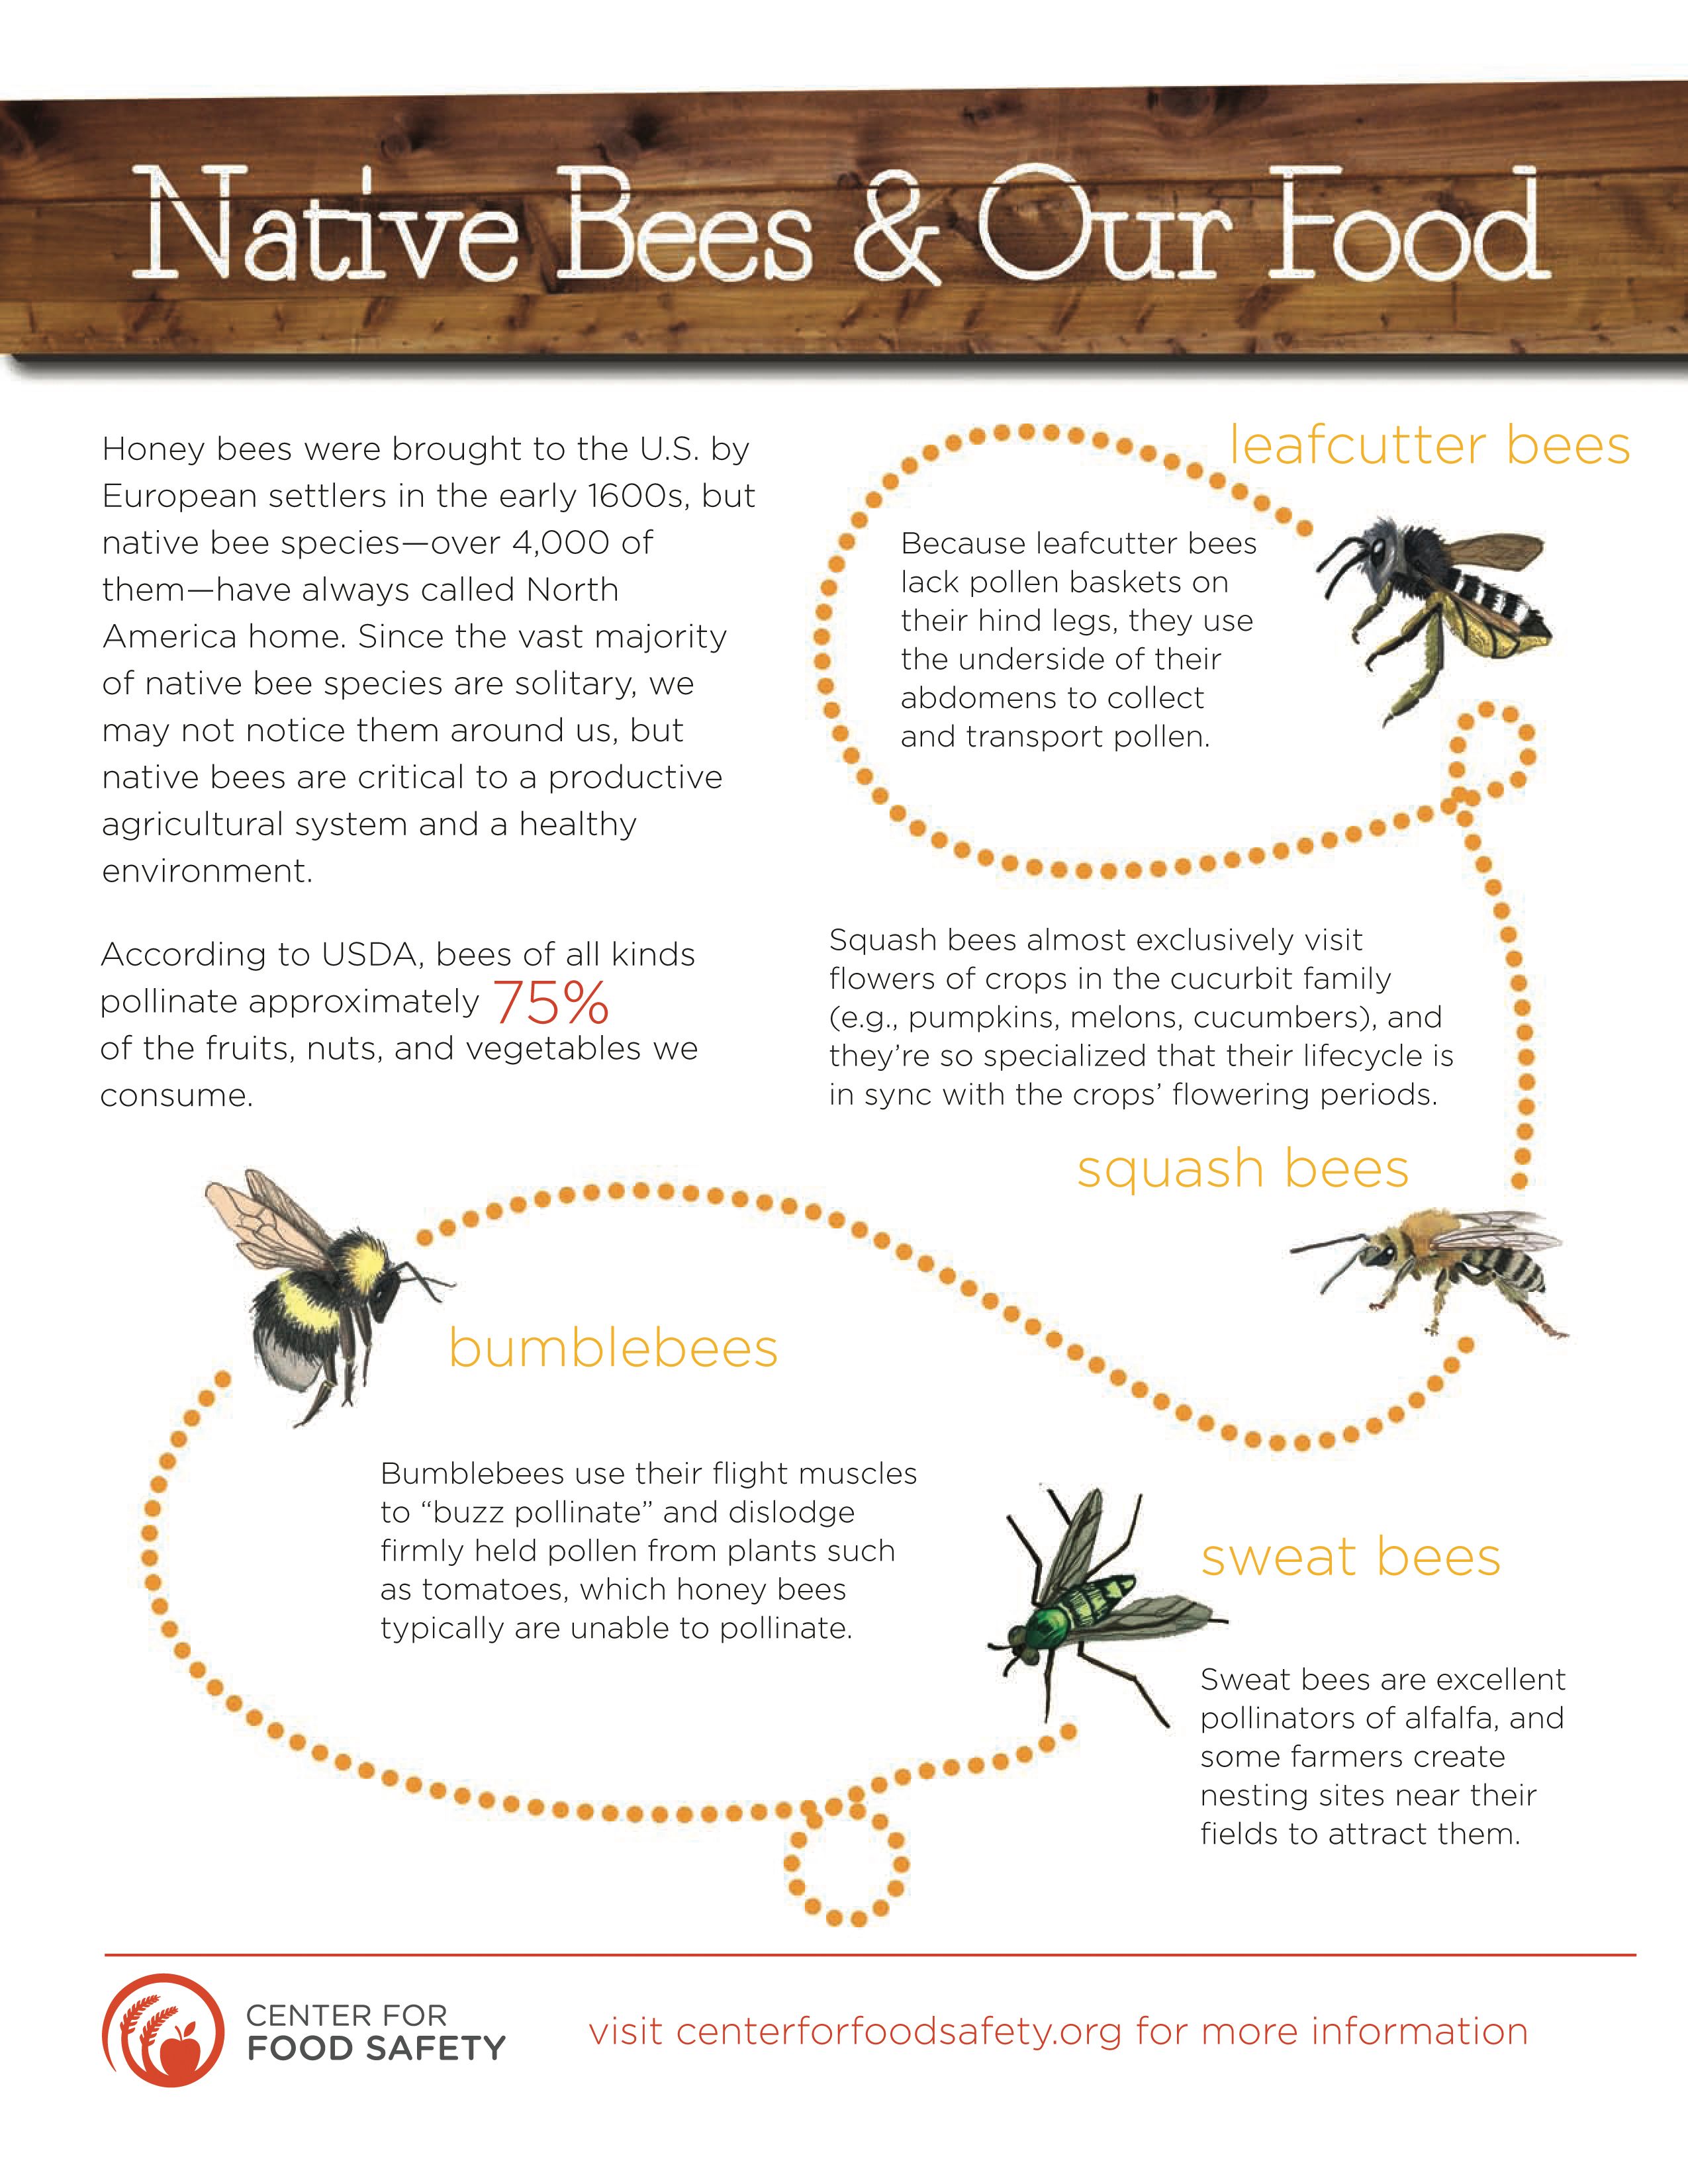 Native Bees & Our Food
Honey bees were brought to the U.S. by
European settlers in the early 1600s, but
native bee species—over 4,000 of
them—have always called North
America home. Since the vast majority
of native bee species are solitary, we
may not notice them around us, but
native bees are critical to a productive
agricultural system and a healthy
environment.
According to USDA, bees of all kinds
pollinate approximately 75%
of the fruits, nuts, and vegetables we
consume.
leafcutter bees
Because leafcutter bees
lack pollen baskets on
their hind legs, they use
the underside of their
abdomens to collect
and transport pollen.
Squash bees almost exclusively visit
flowers of crops in the cucurbit family
(e.g., pumpkins, melons, cucumbers), and
they’re so specialized that their lifecycle is
in sync with the crops’ flowering periods.
squash bees
bumblebees
Bumblebees use their flight muscles
to “buzz pollinate” and dislodge
firmly held pollen from plants such
as tomatoes, which honey bees
typically are unable to pollinate.
sweat bees
Sweat bees are excellent
pollinators of alfalfa, and
some farmers create
nesting sites near their
fields to attract them.
CENTER FOR
FOOD SAFETY
visit centerforfoodsafety.org for more information